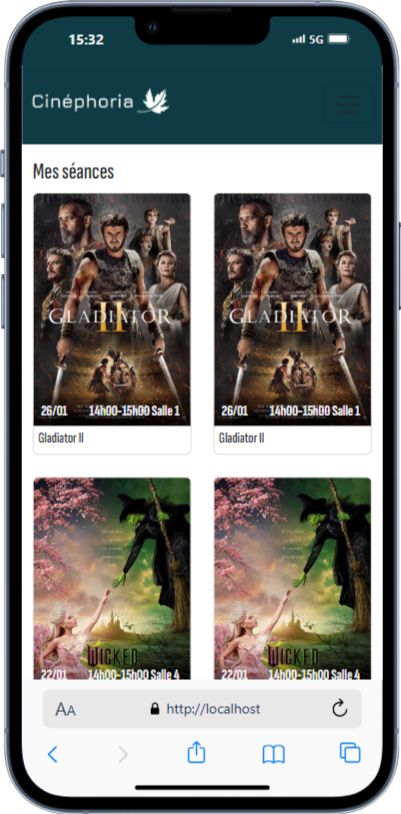 15:32 5G
Cinéphoria
Mes séances
GLADIATOR II GLADIATOR II
26/01 14h00-15h00 Salle 1 26/01 14h00-15h00 Salle 1
Gladiator II Gladiator II
WICKED WICKED
22/01 14h00-15h00 Salle 4 22/01 14h00-15h00 Salle 4
AA http://localhost